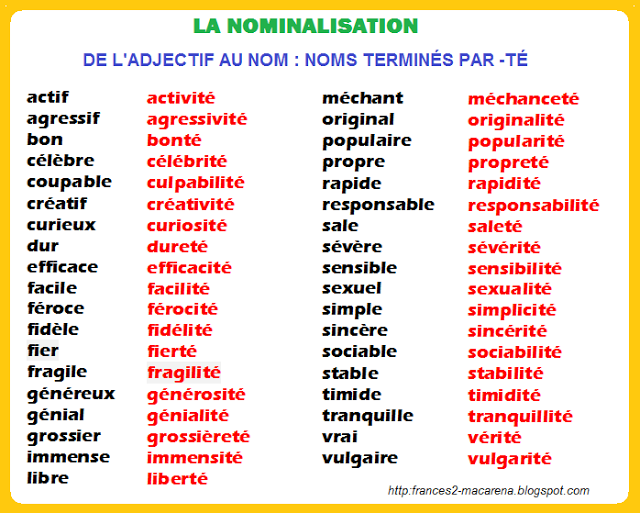 LA NOMINALISATION
DE L'ADJECTIF AU NOM : NOMS TERMINÉS PAR -TÉ
actif activité méchant méchanceté
agressif agressivité original originalité
bon bonté populaire popularité
célèbre célébrité propre propreté
coupable culpabilité rapide rapidité
créatif créativité responsable responsabilité
curieux curiosité sale saleté
dur dureté sévère sévérité
efficace efficacité sensible sensibilité
facile facilité sexuel sexualité
féroce férocité simple simplicité
fidèle fidélité sincère sincérité
fier fierté sociable sociabilité
fragile fragilité stable stabilité
généreux générosité timide timidité
génial génialité tranquille tranquillité
grossier grossièreté vrai vérité
immense immensité vulgaire vulgarité
libre liberté
http:frances2-macarena.blogspot.com